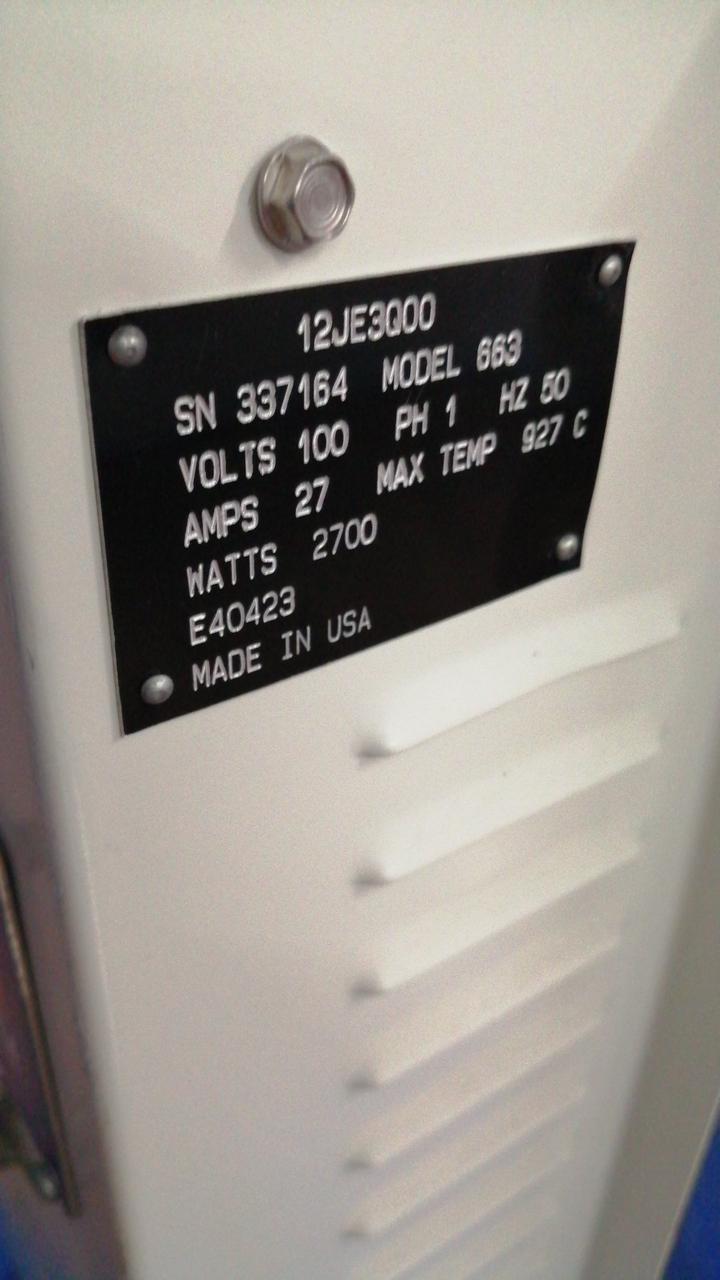 12JE3Q00
SN 337164 MODEL 663
VOLTS 100 PH 1 HZ 50
AMPS 27 MAX TEMP 927 C
WATTS 2700
E40423
MADE IN USA